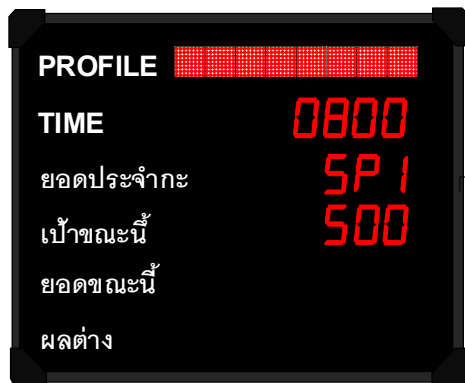 PROFILE
TIME 0800
ยอดประจำกะ SP1
เป้าขณะนี้ 500
ยอดขณะนี้
ผลต่าง